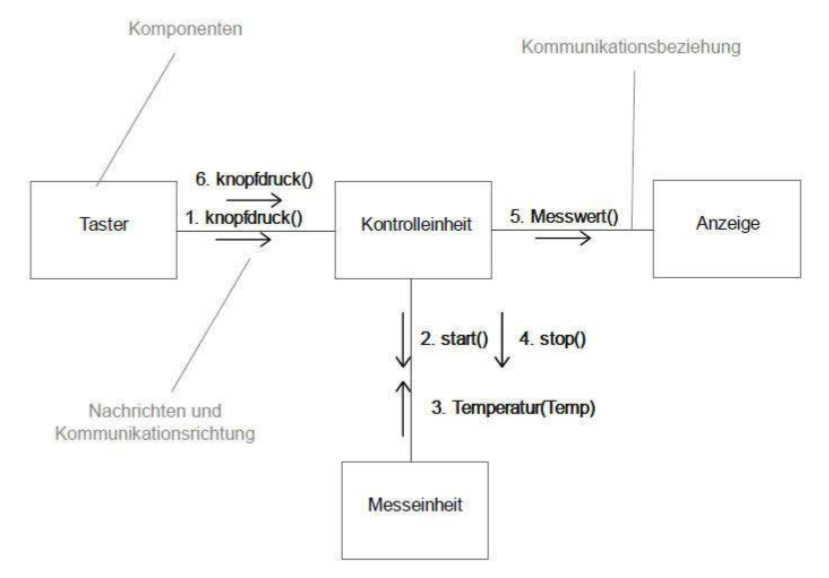 Komponenten
Kommunikationsbeziehung
6. knopfdruck()
1. knopfdruck()
5. Messwert()
Taster
Kontrolleinheit
Anzeige
2. start()
4. stop()
3. Temperatur(Temp)
Nachrichten und
Kommunikationsrichtung
Messeinheit